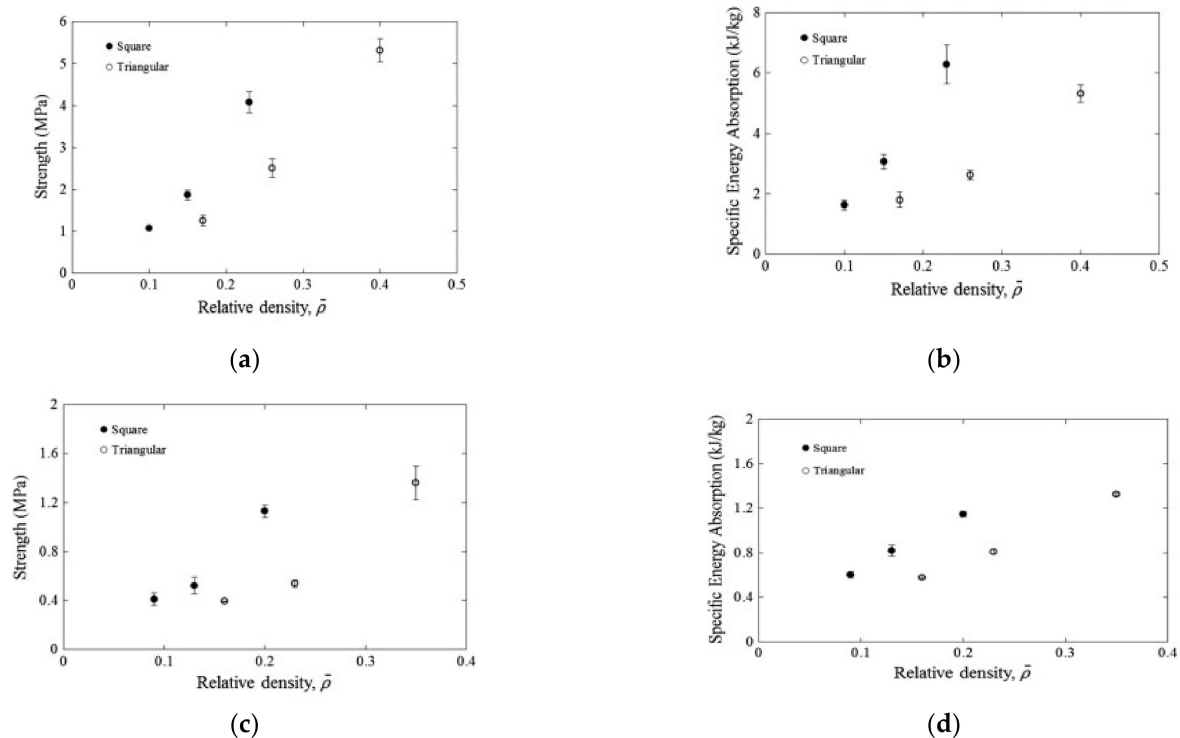 6
5
4
3
2
1
0
Strength (MPa)
Square
Triangular
0 0.1 0.2 0.3 0.4 0.5
Relative density, ρ̄
(a)
8
6
4
2
0
Specific Energy Absorption (kJ/kg)
Square
Triangular
0 0.1 0.2 0.3 0.4 0.5
Relative density, ρ̄
(b)
2
1.6
1.2
0.8
0.4
0
Strength (MPa)
Square
Triangular
0 0.1 0.2 0.3 0.4
Relative density, ρ̄
(c)
2
1.6
1.2
0.8
0.4
0
Specific Energy Absorption (kJ/kg)
Square
Triangular
0 0.1 0.2 0.3 0.4
Relative density, ρ̄
(d)